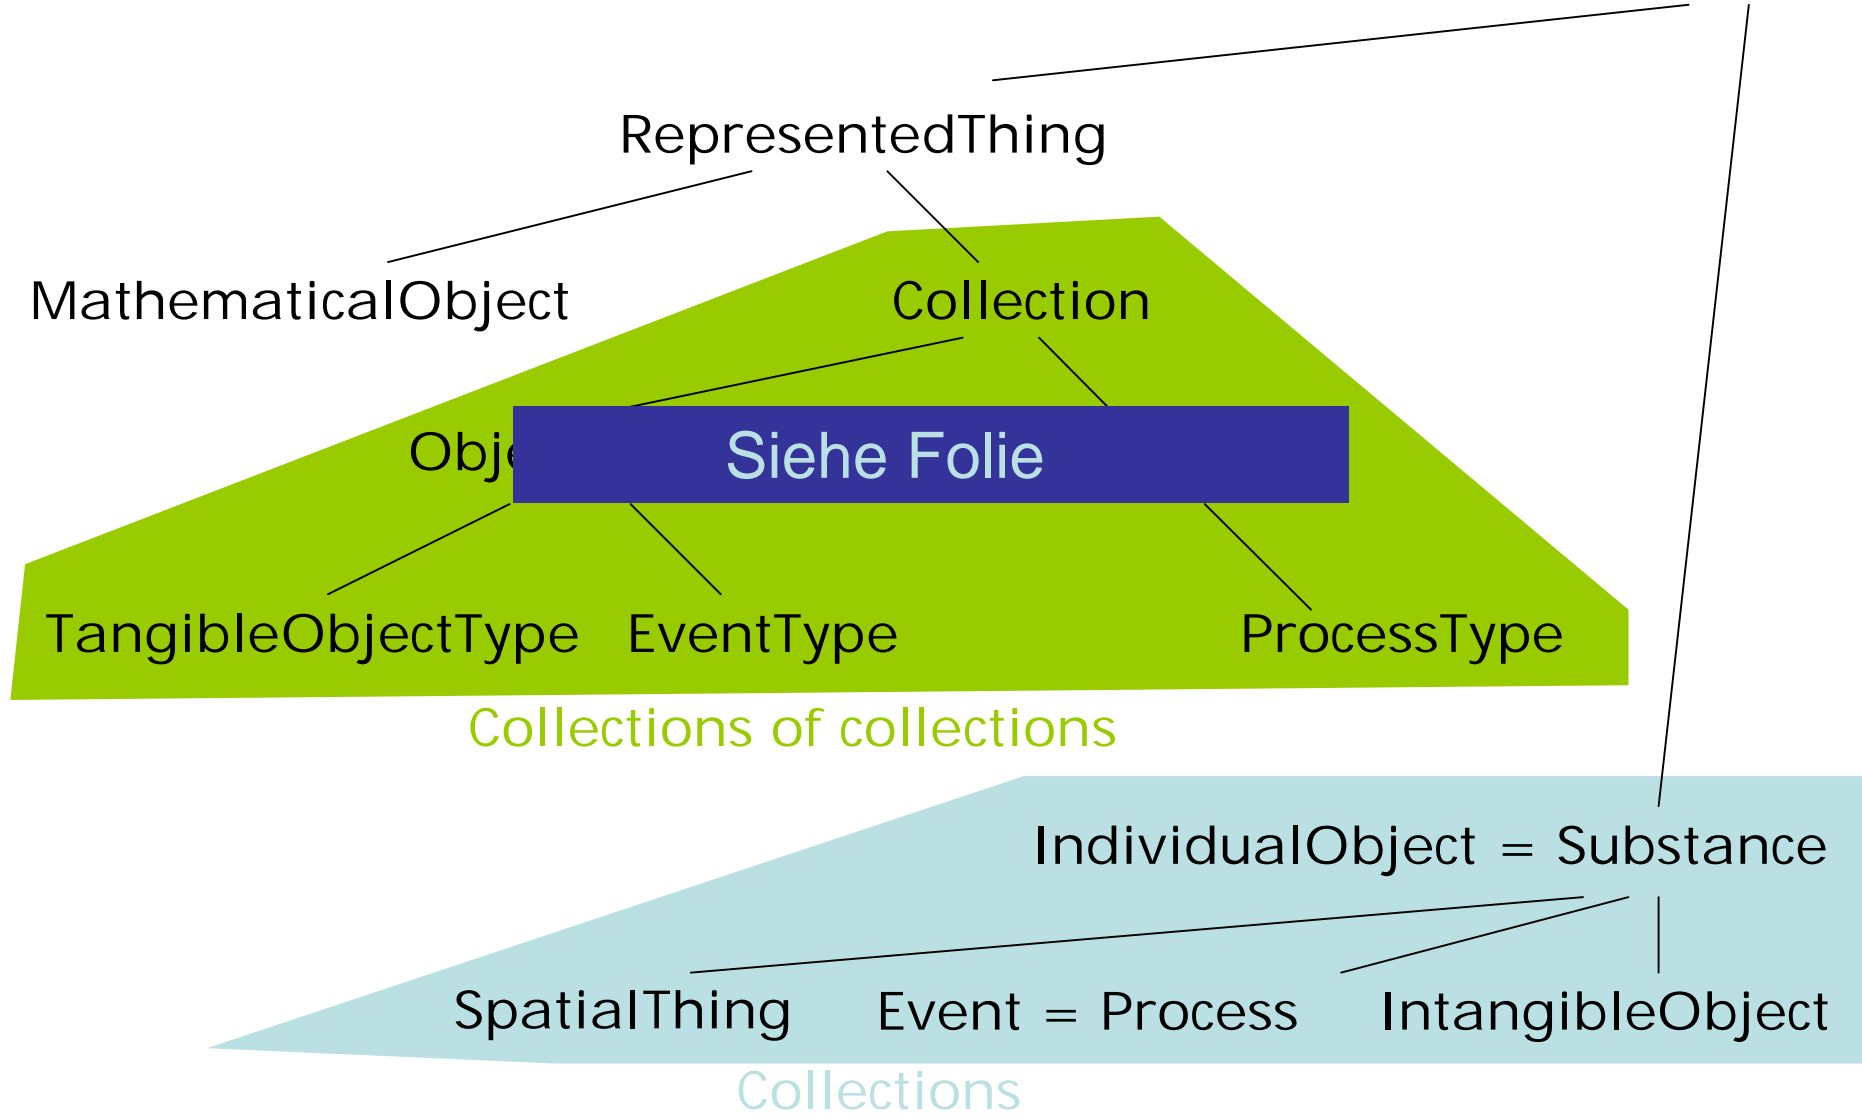 RepresentedThing
MathematicalObject Collection
Siehe Folie
TangibleObjectType EventType ProcessType
Collections of collections
IndividualObject = Substance
SpatialThing Event = Process IntangibleObject
Collections